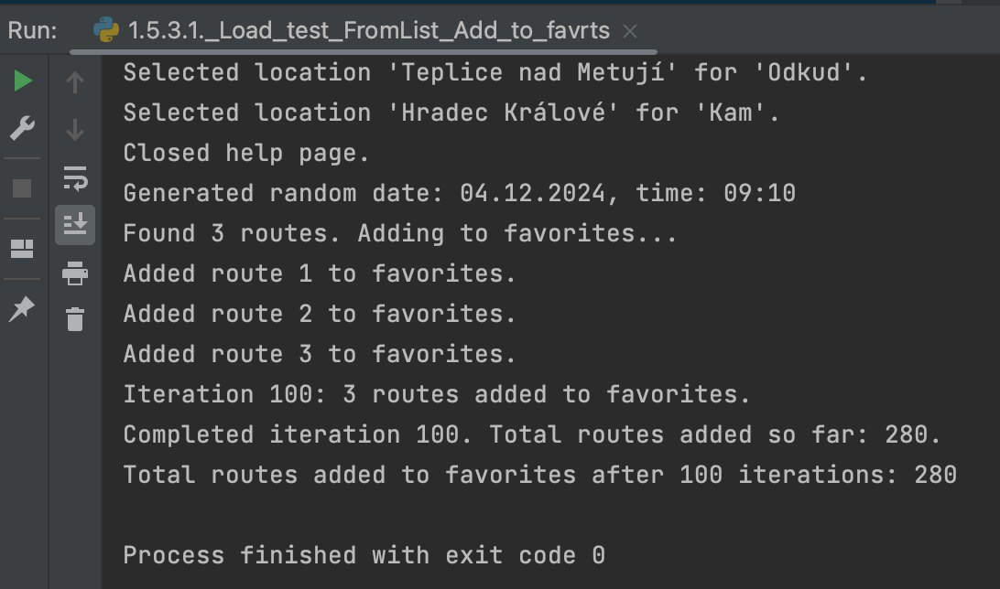 Run: 1.5.3.1._Load_test_FromList_Add_to_favrts
Selected location 'Teplice nad Metují' for 'Odkud'.
Selected location 'Hradec Králové' for 'Kam'.
Closed help page.
Generated random date: 04.12.2024, time: 09:10
Found 3 routes. Adding to favorites...
Added route 1 to favorites.
Added route 2 to favorites.
Added route 3 to favorites.
Iteration 100: 3 routes added to favorites.
Completed iteration 100. Total routes added so far: 280.
Total routes added to favorites after 100 iterations: 280
Process finished with exit code 0